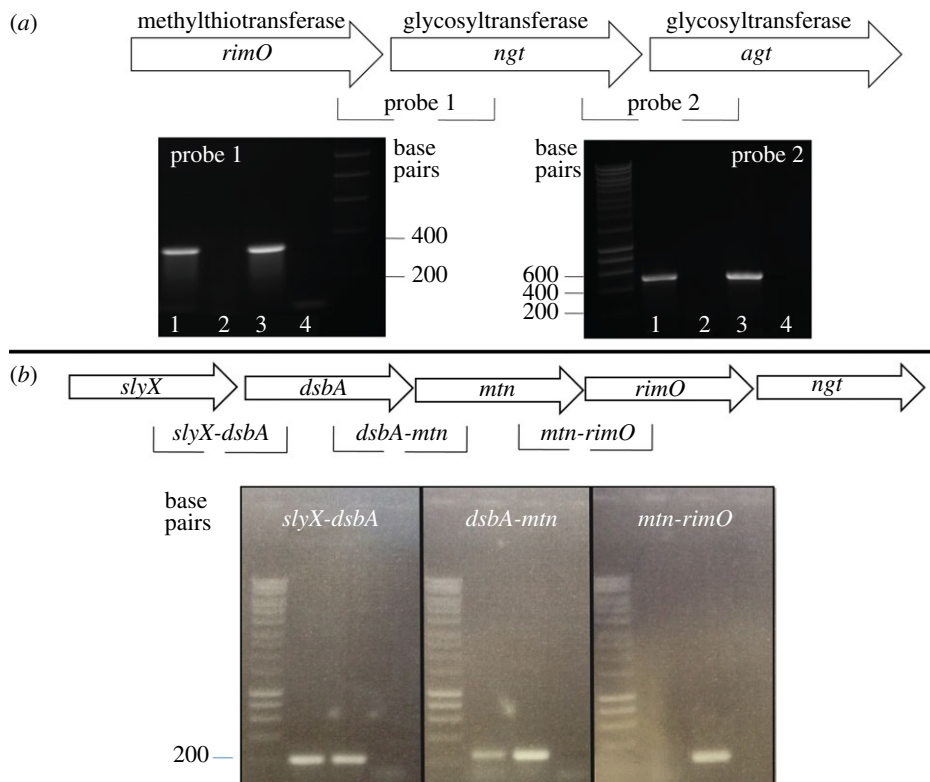 (a)
methylthiotransferase glycosyltransferase glycosyltransferase
rimO ngt agt
probe 1 probe 2
probe 1
base
pairs
400
200
1 2 3 4
base
pairs
probe 2
600
400
200
1 2 3 4
(b)
slyX dsbA mtn rimO ngt
slyX-dsbA dsbA-mtn mtn-rimO
base
pairs
slyX-dsbA dsbA-mtn mtn-rimO
200